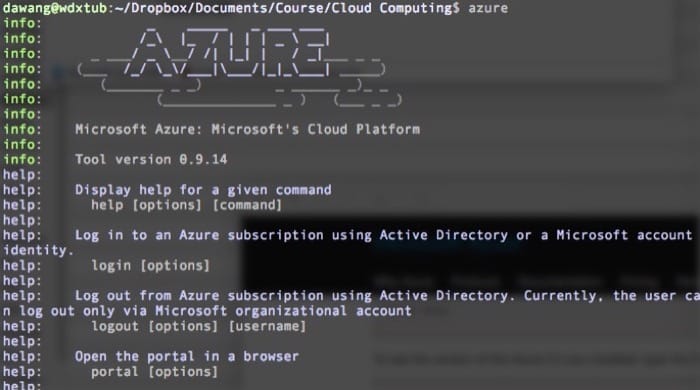 dawang@wdxtub:~/Dropbox/Documents/Course/Cloud Computing$ azure
info:
info:
info:
info:
info:
info:
info:
info:    Microsoft Azure: Microsoft's Cloud Platform
info:
info:    Tool version 0.9.14
help:
help:    Display help for a given command
help:      help [options] [command]
help:
help:    Log in to an Azure subscription using Active Directory or a Microsoft account
identity.
help:      login [options]
help:
help:    Log out from Azure subscription using Active Directory. Currently, the user ca
n log out only via Microsoft organizational account
help:      logout [options] [username]
help:
help:    Open the portal in a browser
help:      portal [options]
help: